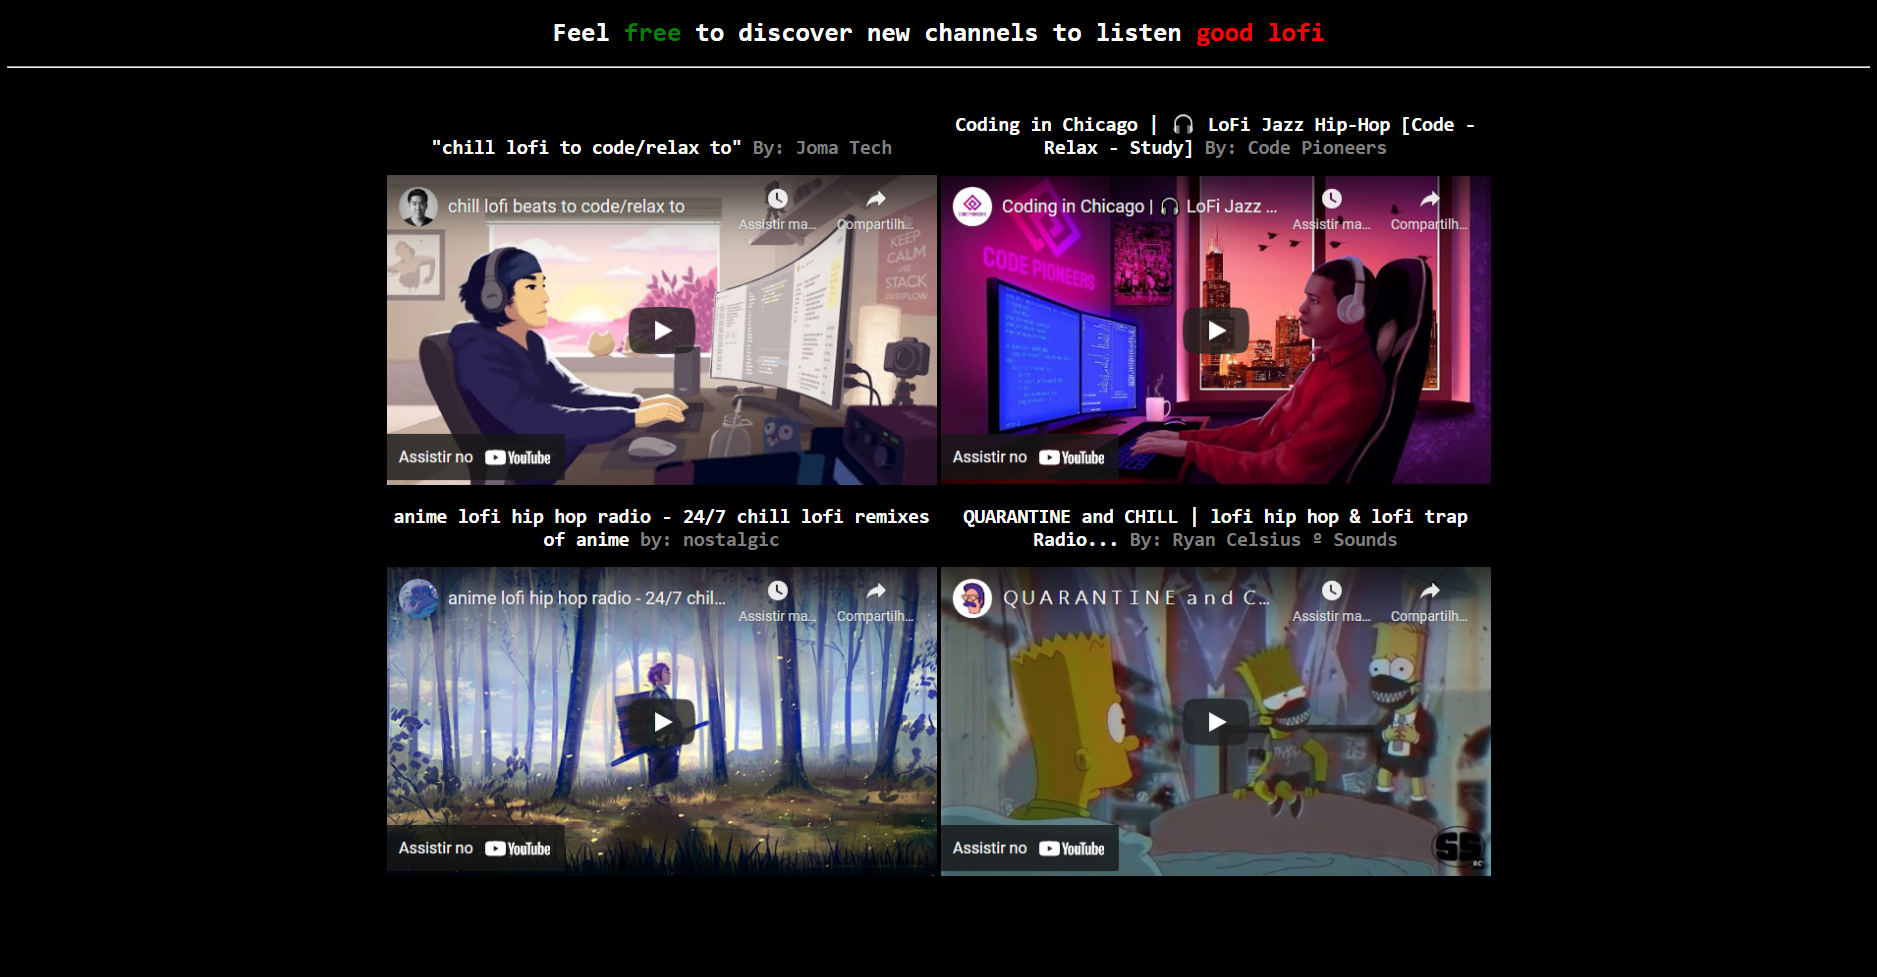 Feel free to discover new channels to listen good lofi
"chill lofi to code/relax to" By: Joma Tech
Coding in Chicago | 🎧 LoFi Jazz Hip-Hop [Code -
Relax - Study] By: Code Pioneers
chill lofi beats to code/relax to
Assistir ma...
Compartilh...
KEEP
CALM
USE
STACK
OVERFLOW
Assistir no YouTube
Coding in Chicago | 🎧 LoFi Jazz ...
Assistir ma...
Compartilh...
CODE PIONEERS
Assistir no YouTube
anime lofi hip hop radio - 24/7 chill lofi remixes
of anime by: nostalgic
QUARANTINE and CHILL | lofi hip hop & lofi trap
Radio... By: Ryan Celsius º Sounds
anime lofi hip hop radio - 24/7 chil...
Assistir ma...
Compartilh...
Assistir no YouTube
Q U A R A N T I N E a n d C...
Assistir ma...
Compartilh...
SS
RC
Assistir no YouTube